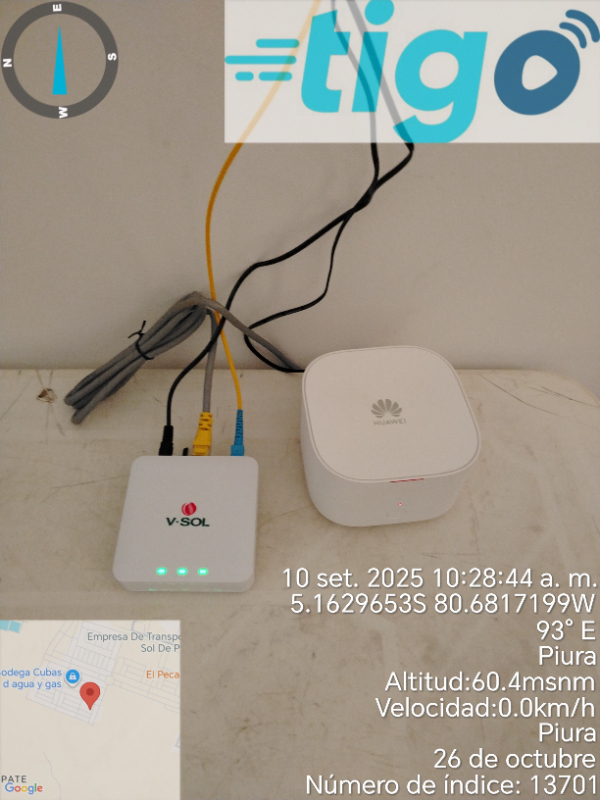 E
N
S
W
tigo
HUAWEI
V·SOL
10 set. 2025 10:28:44 a. m.
5.1629653S 80.6817199W
93° E
Piura
Altitud:60.4msnm
Velocidad:0.0km/h
Piura
26 de octubre
Número de índice: 13701
Empresa De Transpo
Sol De P
odega Cubas
d agua y gas
El Peca
PATE
Google